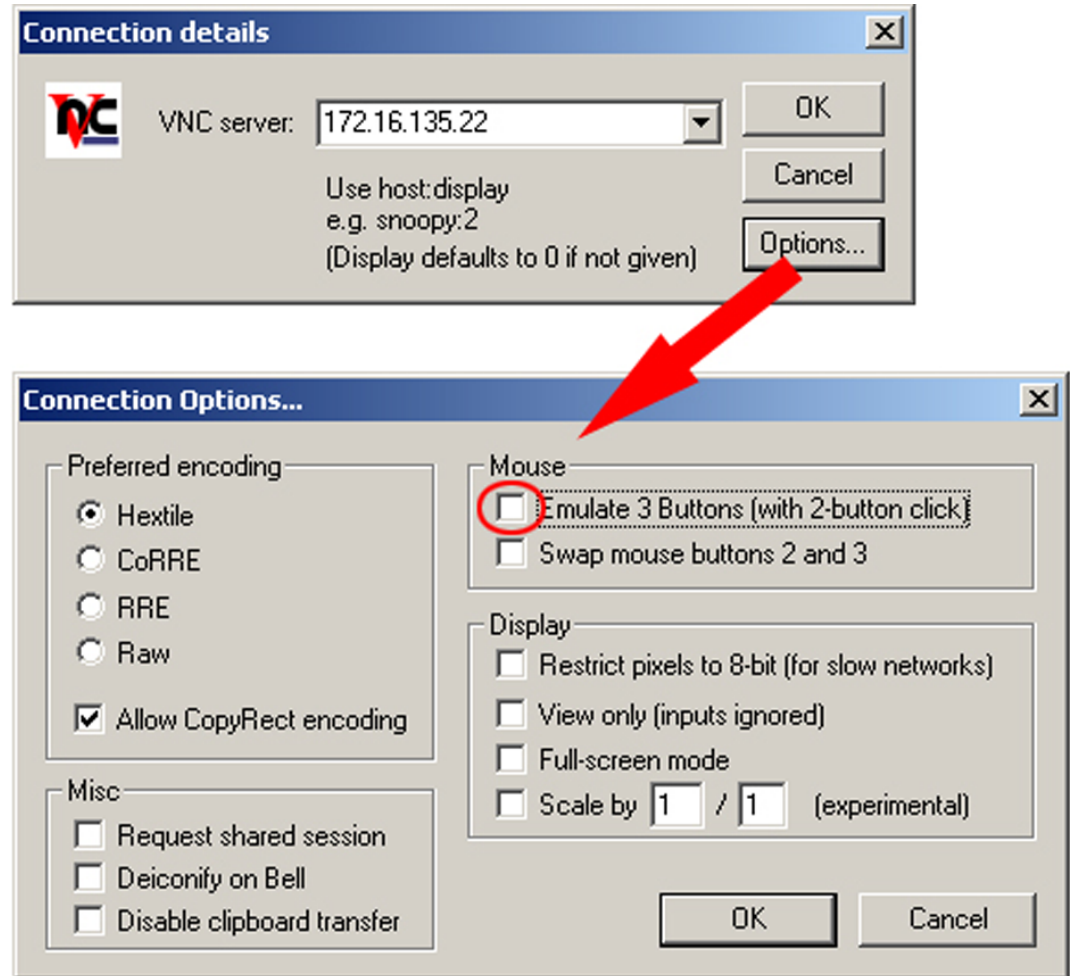 Connection details
VNC
VNC server:
172.16.135.22
OK
Use host:display
e.g. snoopy:2
(Display defaults to 0 if not given)
Cancel
Options...
Connection Options...
Preferred encoding
Hextile
CoRRE
RRE
Raw
Allow CopyRect encoding
Misc
Request shared session
Deiconify on Bell
Disable clipboard transfer
Mouse
Emulate 3 Buttons (with 2-button click)
Swap mouse buttons 2 and 3
Display
Restrict pixels to 8-bit (for slow networks)
View only (inputs ignored)
Full-screen mode
Scale by 1 / 1 (experimental)
OK
Cancel